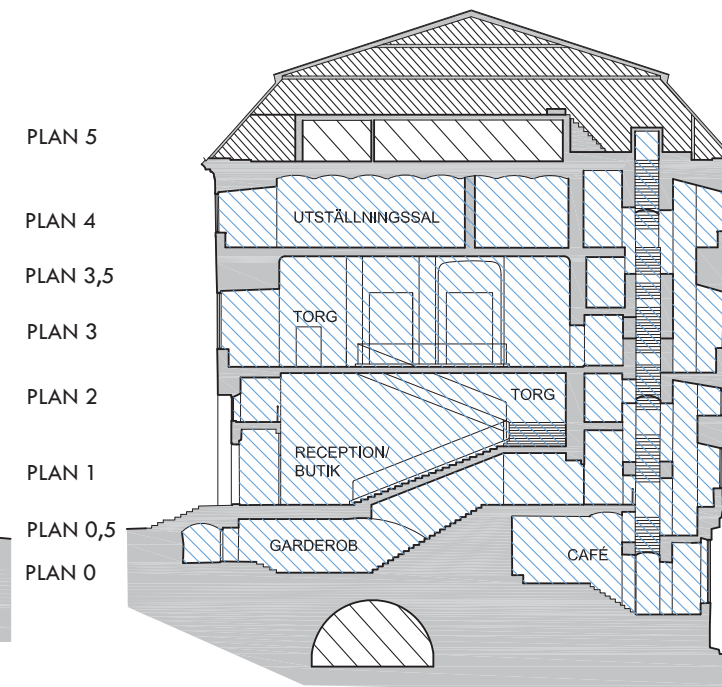 PLAN 5
PLAN 4
UTSTÄLLNINGSSAL
PLAN 3,5
TORG
PLAN 3
PLAN 2
TORG
RECEPTION/
BUTIK
PLAN 1
PLAN 0,5
GARDEROB
CAFÉ
PLAN 0